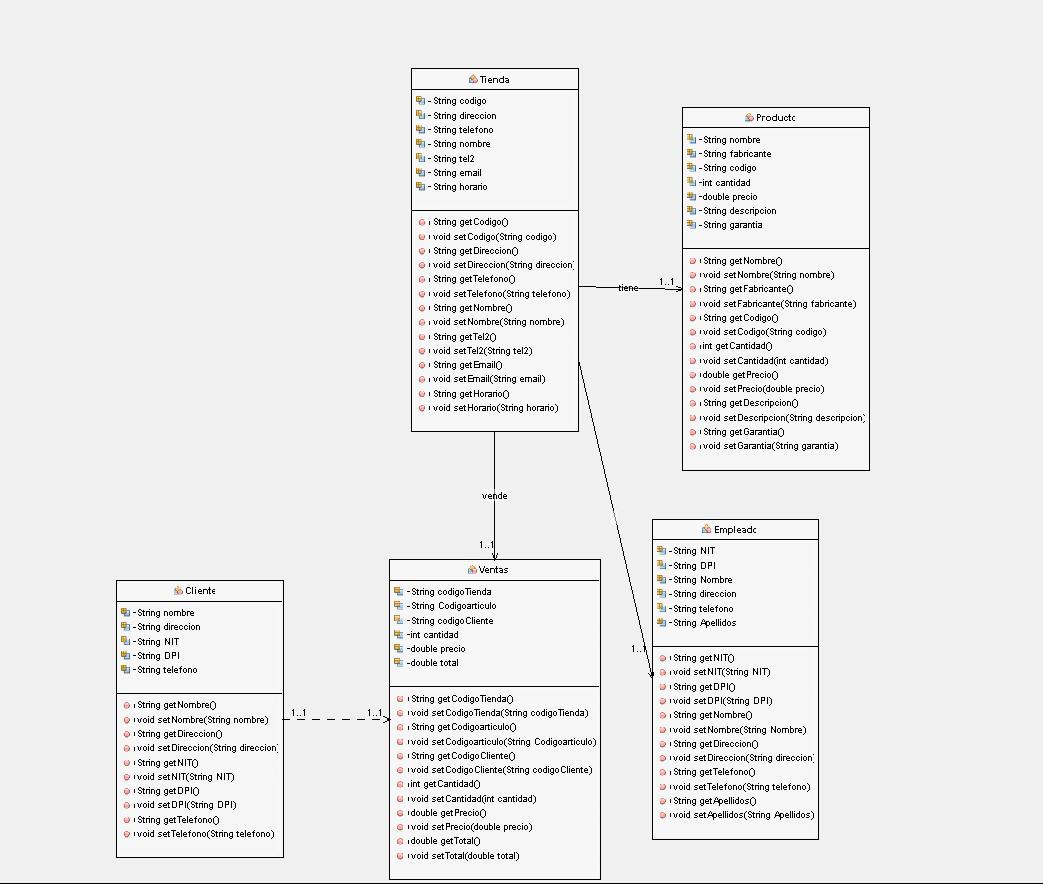 Tienda
- String codigo
- String direccion
- String telefono
- String nombre
- String tel2
- String email
- String horario
String getCodigo()
void setCodigo(String codigo)
String getDireccion()
void setDireccion(String direccion)
String getTelefono()
void setTelefono(String telefono)
String getNombre()
void setNombre(String nombre)
String getTel2()
void setTel2(String tel2)
String getEmail()
void setEmail(String email)
String getHorario()
void setHorario(String horario)
Producto
-String nombre
-String fabricante
-String codigo
-int cantidad
-double precio
-String descripcion
-String garantia
String getNombre()
void setNombre(String nombre)
String getFabricante()
void setFabricante(String fabricante)
String getCodigo()
void setCodigo(String codigo)
int getCantidad()
void setCantidad(int cantidad)
double getPrecio()
void setPrecio(double precio)
String getDescripcion()
void setDescripcion(String descripcion)
String getGarantia()
void setGarantia(String garantia)
tiene
1..1
vende
1..1
1..1
Empleado
-String NIT
-String DPI
-String Nombre
-String direccion
-String telefono
-String Apellidos
String getNIT()
void setNIT(String NIT)
String getDPI()
void setDPI(String DPI)
String getNombre()
void setNombre(String Nombre)
String getDireccion()
void setDireccion(String direccion)
String getTelefono()
void setTelefono(String telefono)
String getApellidos()
void setApellidos(String Apellidos)
Ventas
-String codigoTienda
-String Codigoarticulo
-String codigoCliente
-int cantidad
-double precio
-double total
String getCodigoTienda()
void setCodigoTienda(String codigoTienda)
String getCodigoarticulo()
void setCodigoarticulo(String Codigoarticulo)
String getCodigoCliente()
void setCodigoCliente(String codigoCliente)
int getCantidad()
void setCantidad(int cantidad)
double getPrecio()
void setPrecio(double precio)
double getTotal()
void setTotal(double total)
Cliente
-String nombre
-String direccion
-String NIT
-String DPI
-String telefono
String getNombre()
void setNombre(String nombre)
String getDireccion()
void setDireccion(String direccion)
String getNIT()
void setNIT(String NIT)
String getDPI()
void setDPI(String DPI)
String getTelefono()
void setTelefono(String telefono)
1..1
1..1